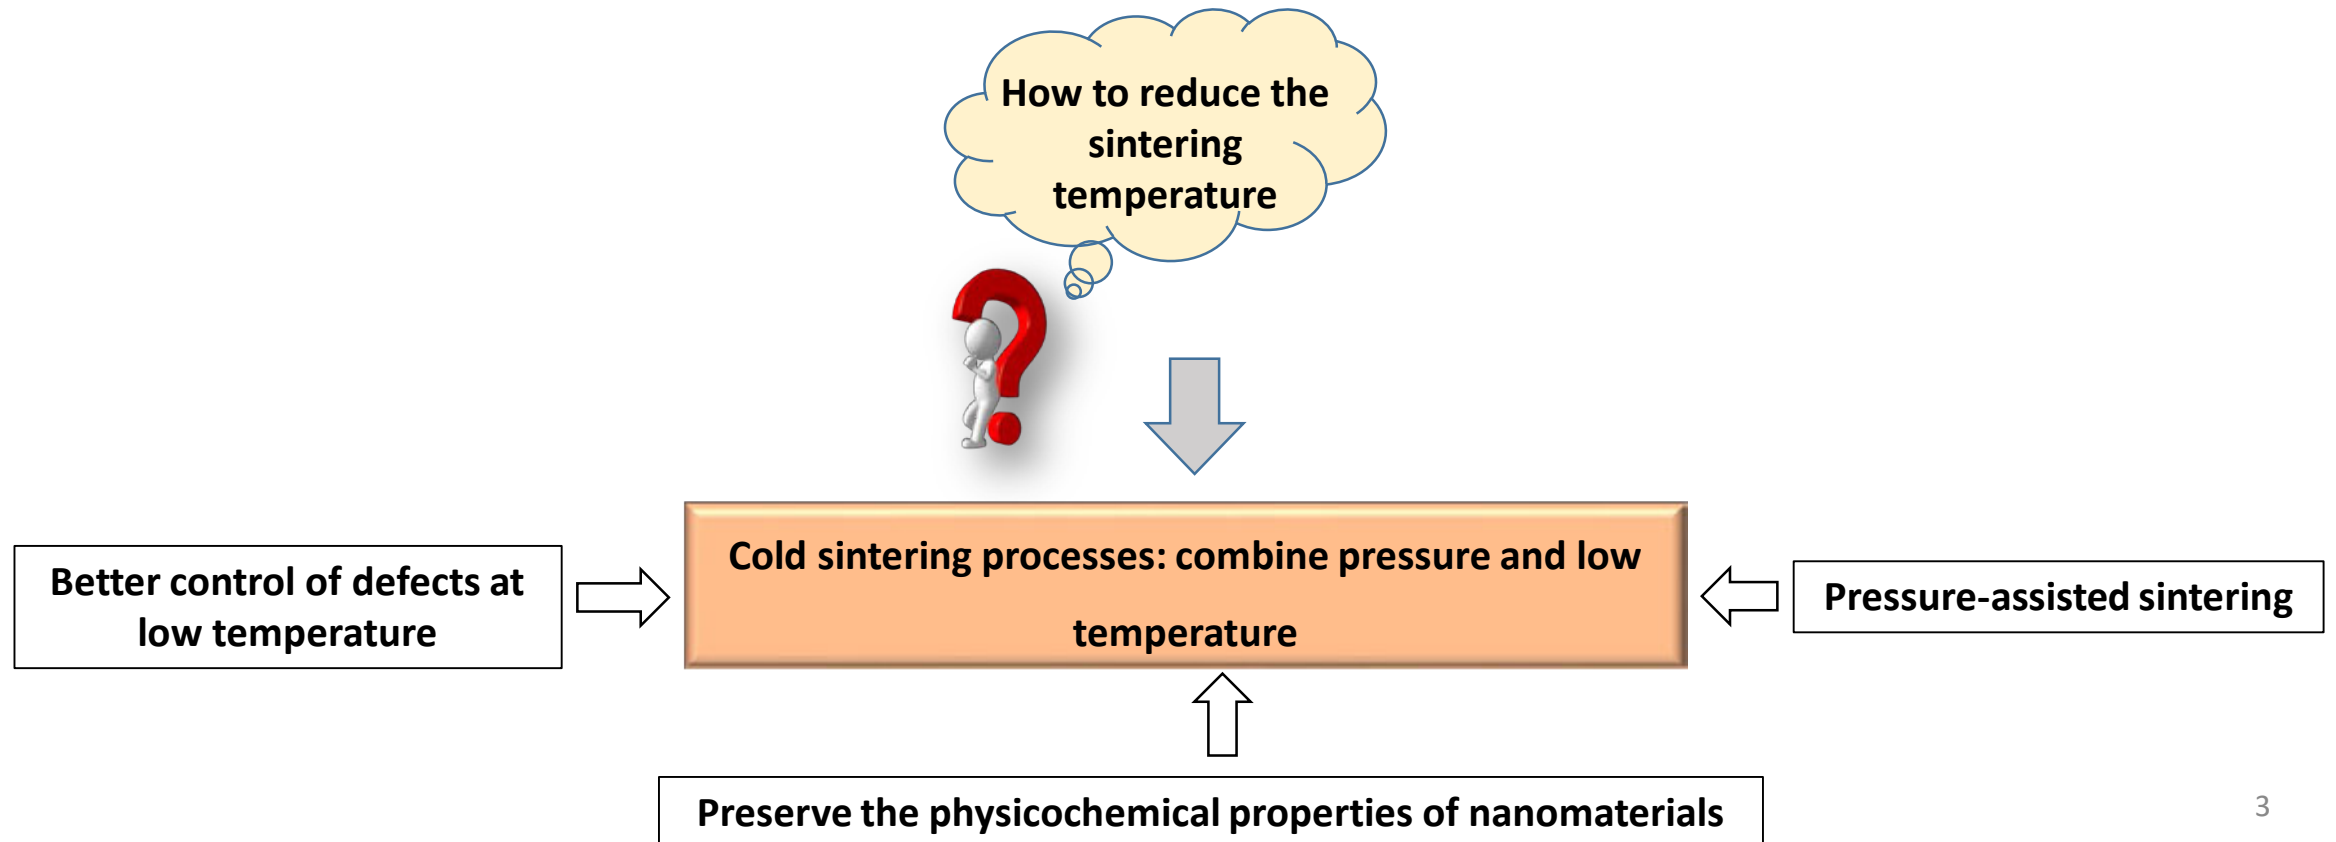 How to reduce the
sintering
temperature
Cold sintering processes: combine pressure and low
temperature
Better control of defects at
low temperature
Pressure-assisted sintering
Preserve the physicochemical properties of nanomaterials
3